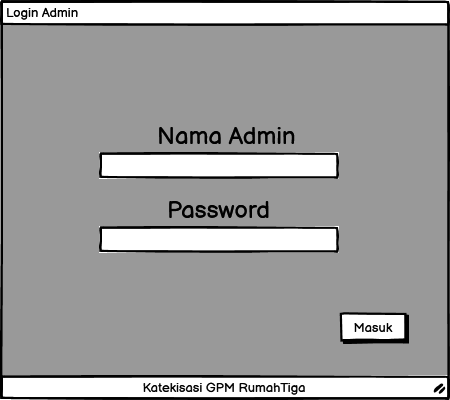 Login Admin
Nama Admin
Password
Masuk
Katekisasi GPM RumahTiga